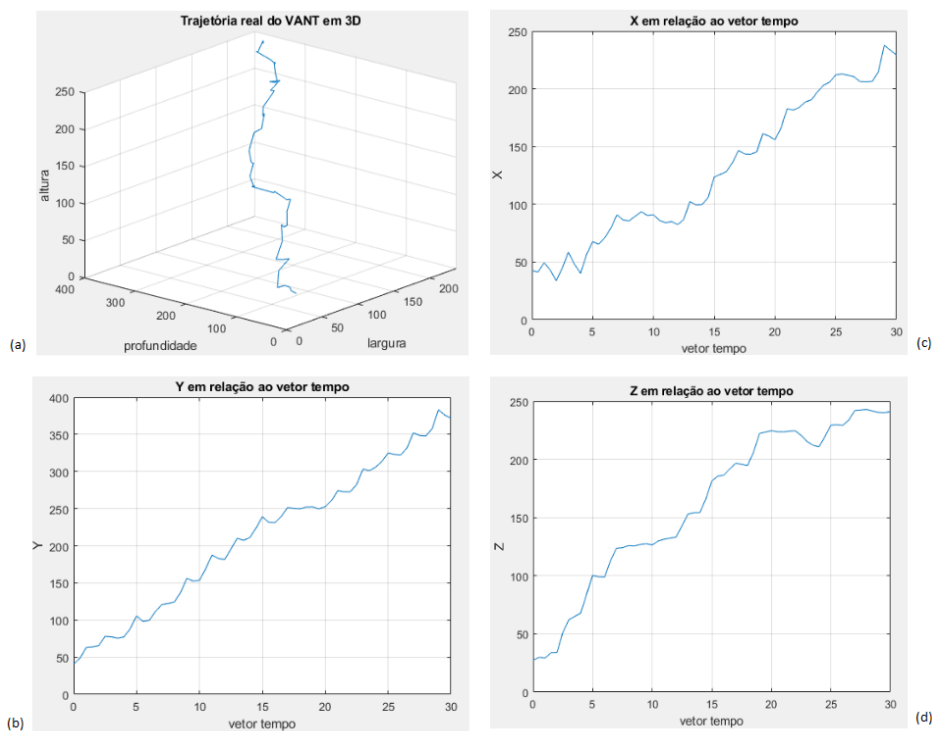 Trajetória real do VANT em 3D
250
200
150
100
50
0
altura
400
300
200
100
0
profundidade
0
50
100
150
200
largura
(a)
X em relação ao vetor tempo
250
200
150
100
50
0
X
0 5 10 15 20 25 30
vetor tempo
(c)
Y em relação ao vetor tempo
400
350
300
250
200
150
100
50
0
Y
0 5 10 15 20 25 30
vetor tempo
(b)
Z em relação ao vetor tempo
250
200
150
100
50
0
Z
0 5 10 15 20 25 30
vetor tempo
(d)